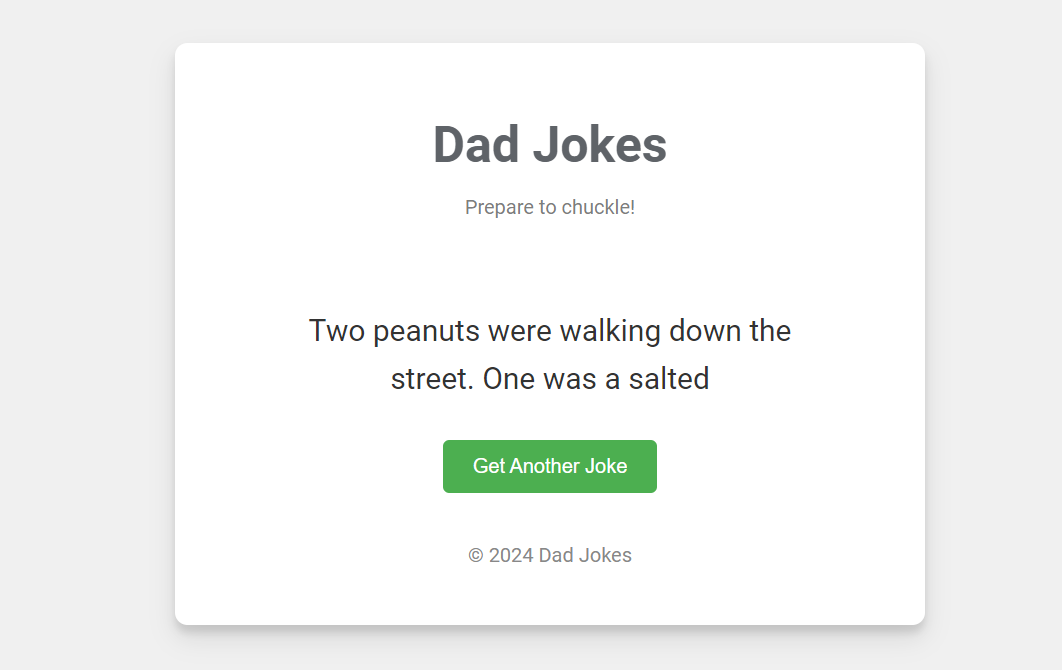 Dad Jokes
Prepare to chuckle!
Two peanuts were walking down the
street. One was a salted
Get Another Joke
© 2024 Dad Jokes